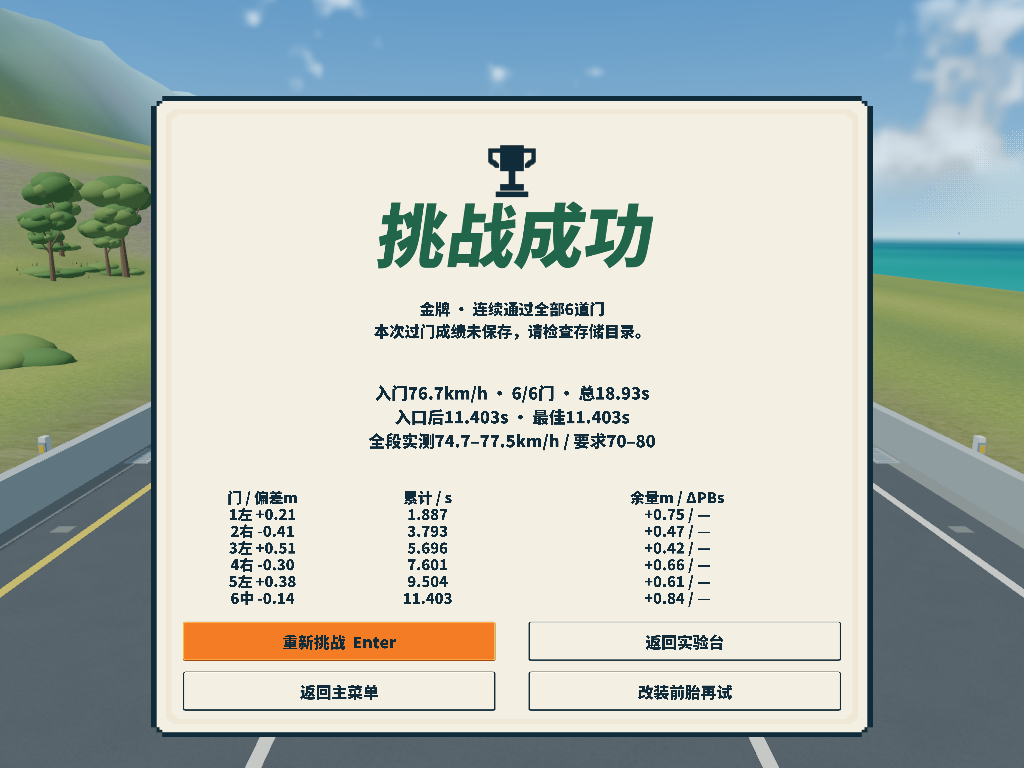 挑战成功
金牌 · 连续通过全部6道门
本次过门成绩未保存，请检查存储目录。
入门76.7km/h · 6/6门 · 总18.93s
入口后11.403s · 最佳11.403s
全段实测74.7–77.5km/h / 要求70–80
门 / 偏差m 累计 / s 余量m / ΔPBs
1左 +0.21 1.887 +0.75 / —
2右 -0.41 3.793 +0.47 / —
3左 +0.51 5.696 +0.42 / —
4右 -0.30 7.601 +0.66 / —
5左 +0.38 9.504 +0.61 / —
6中 -0.14 11.403 +0.84 / —
重新挑战 Enter 返回实验台
返回主菜单 改装前胎再试